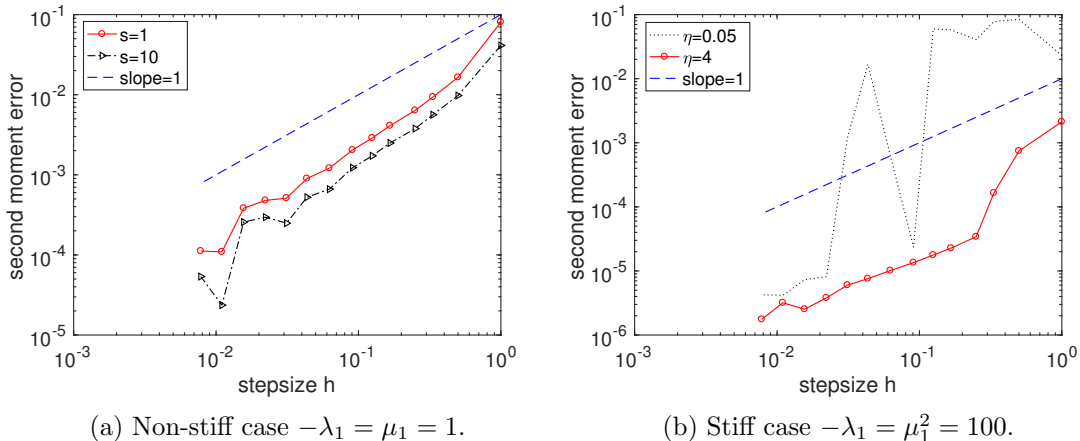 s=1
s=10
slope=1
second moment error
10^-1
10^-2
10^-3
10^-4
10^-5
10^-3
10^-2
10^-1
10^0
stepsize h
(a) Non-stiff case −λ₁ = μ₁ = 1.
η=0.05
η=4
slope=1
second moment error
10^-1
10^-2
10^-3
10^-4
10^-5
10^-6
10^-3
10^-2
10^-1
10^0
stepsize h
(b) Stiff case −λ₁ = μ₁² = 100.